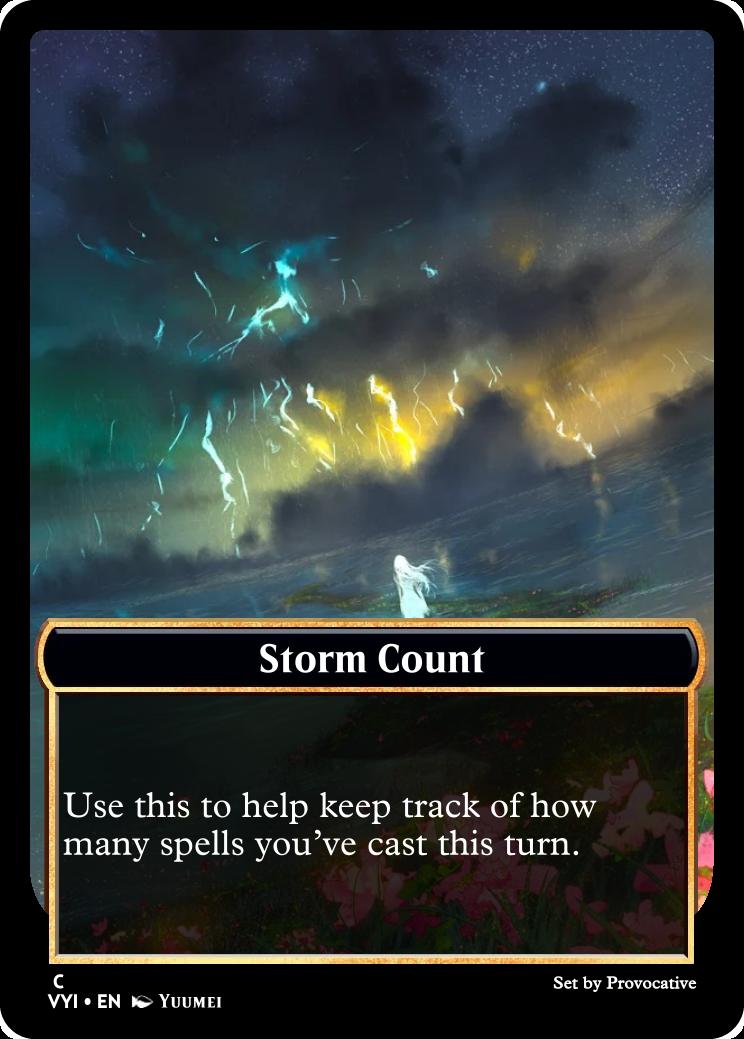 Storm Count
Use this to help keep track of how
many spells you've cast this turn.
C
VYI • EN Yuumei
Set by Provocative